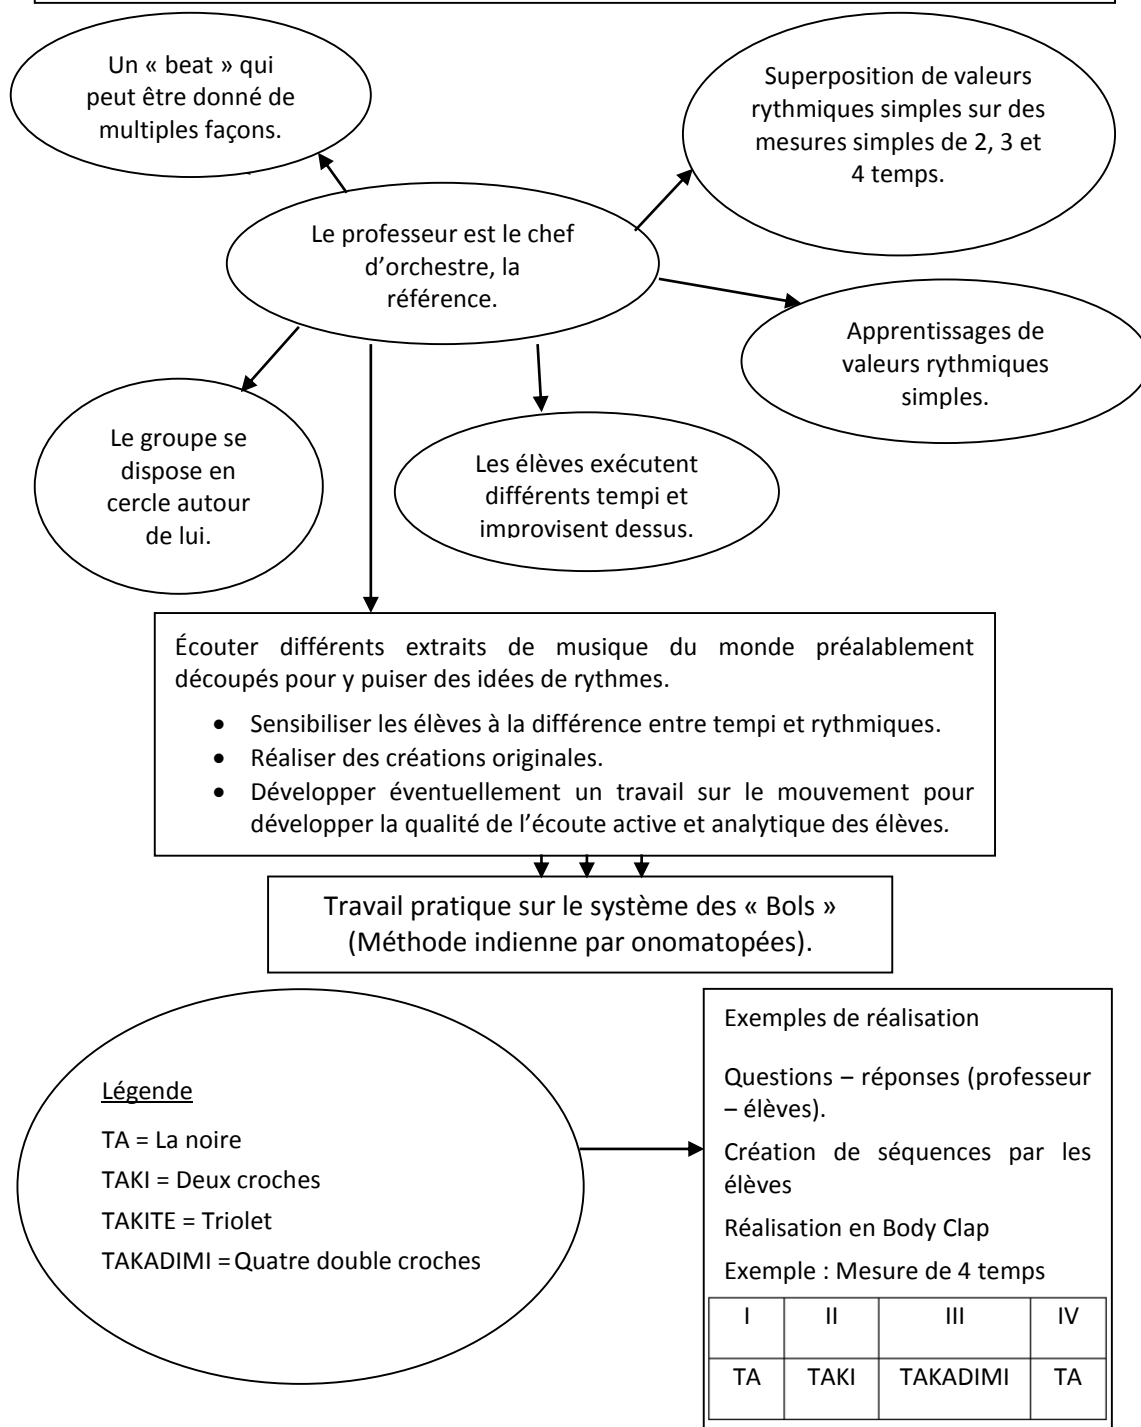 Un « beat » qui
peut être donné de
multiples façons.
Superposition de valeurs
rythmiques simples sur des
mesures simples de 2, 3 et
4 temps.
Le professeur est le chef
d’orchestre, la
référence.
Apprentissages de
valeurs rythmiques
simples.
Le groupe se
dispose en
cercle autour
de lui.
Les élèves exécutent
différents tempi et
improvisent dessus.
Écouter différents extraits de musique du monde préalablement
découpés pour y puiser des idées de rythmes.
• Sensibiliser les élèves à la différence entre tempi et rythmiques.
• Réaliser des créations originales.
• Développer éventuellement un travail sur le mouvement pour
développer la qualité de l’écoute active et analytique des élèves.
Travail pratique sur le système des « Bols »
(Méthode indienne par onomatopées).
Légende
TA = La noire
TAKI = Deux croches
TAKITE = Triolet
TAKADIMI = Quatre double croches
Exemples de réalisation
Questions – réponses (professeur
– élèves).
Création de séquences par les
élèves
Réalisation en Body Clap
Exemple : Mesure de 4 temps
I II III IV
TA TAKI TAKADIMI TA